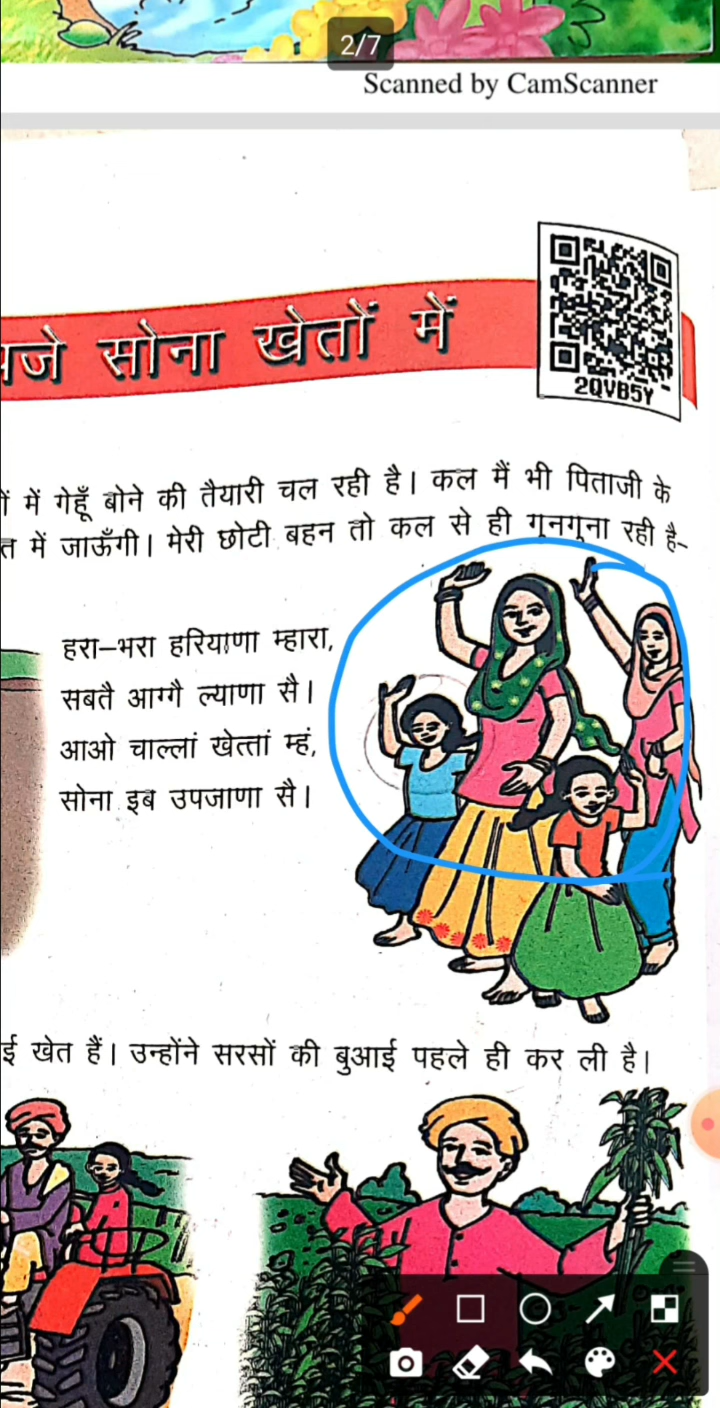 2/7
Scanned by CamScanner
सोना खेतों में
2QVB5Y
में गेहूँ बोने की तैयारी चल रही है। कल मैं भी पिताजी के
में जाऊँगी। मेरी छोटी बहन तो कल से ही गुनगुना रही है-
हरा-भरा हरियाणा म्हारा,
सबतै आग्गै ल्याणा सै।
आओ चाल्लां खेत्तां म्हं,
सोना इब उपजाणा सै।
खेत हैं। उन्होंने सरसों की बुआई पहले ही कर ली है।